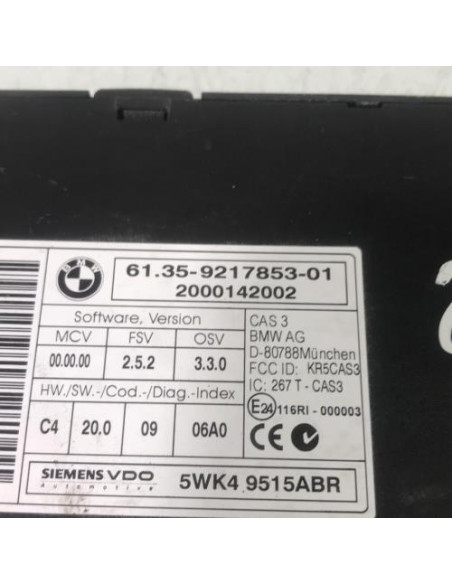 BMW
61.35-9217853-01
2000142002
Software, Version
MCV FSV OSV
00.00.00 2.5.2 3.3.0
HW./SW.-/Cod.-/Diag.-Index
C4 20.0 09 06A0
CAS 3
BMW AG
D-80788München
FCC ID: KR5CAS3
IC: 267 T - CAS3
E24 116RI - 000003
CE
SIEMENS VDO
Automotive
5WK4 9515ABR